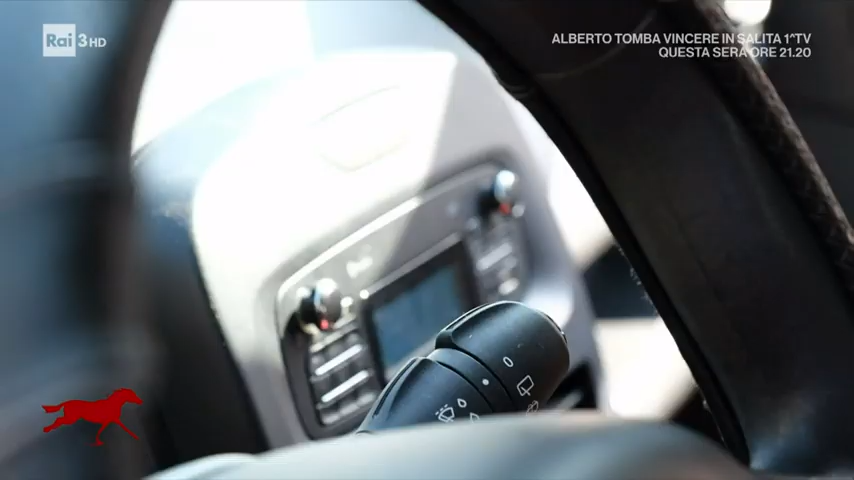 Rai 3HD
ALBERTO TOMBA VINCERE IN SALITA 1^TV
QUESTA SERA ORE 21.20
0